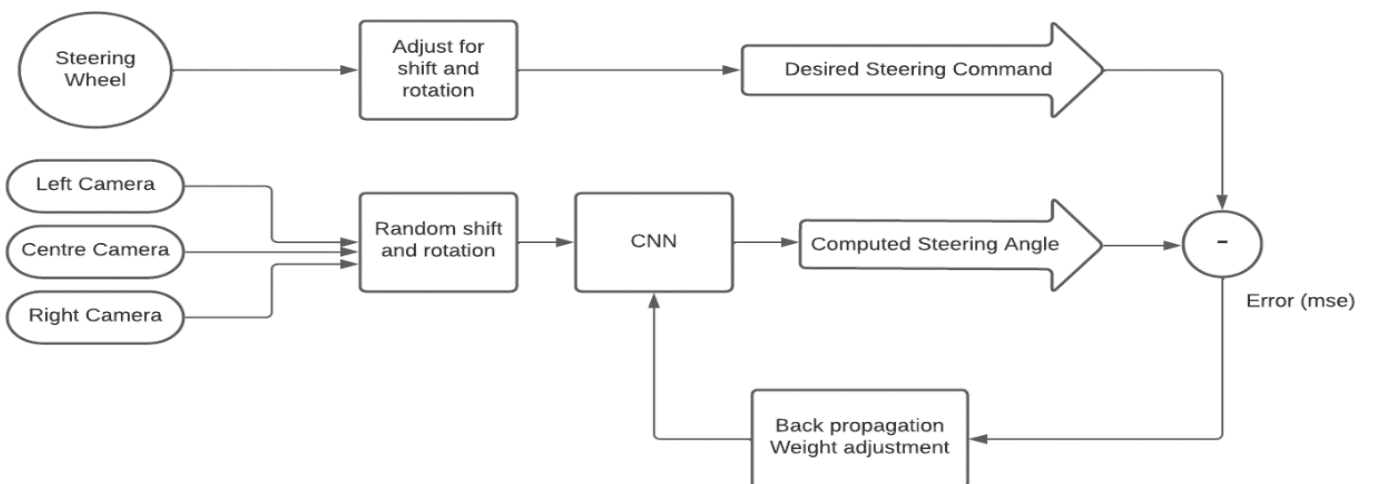 Steering
Wheel
Adjust for
shift and
rotation
Desired Steering Command
Left Camera
Centre Camera
Right Camera
Random shift
and rotation
CNN
Computed Steering Angle
-
Error (mse)
Back propagation
Weight adjustment